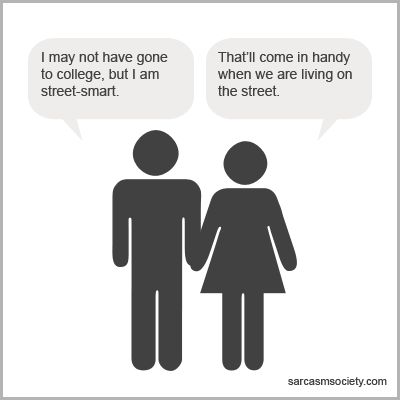 I may not have gone
to college, but I am
street-smart.
That'll come in handy
when we are living on
the street.
sarcasmsociety.com